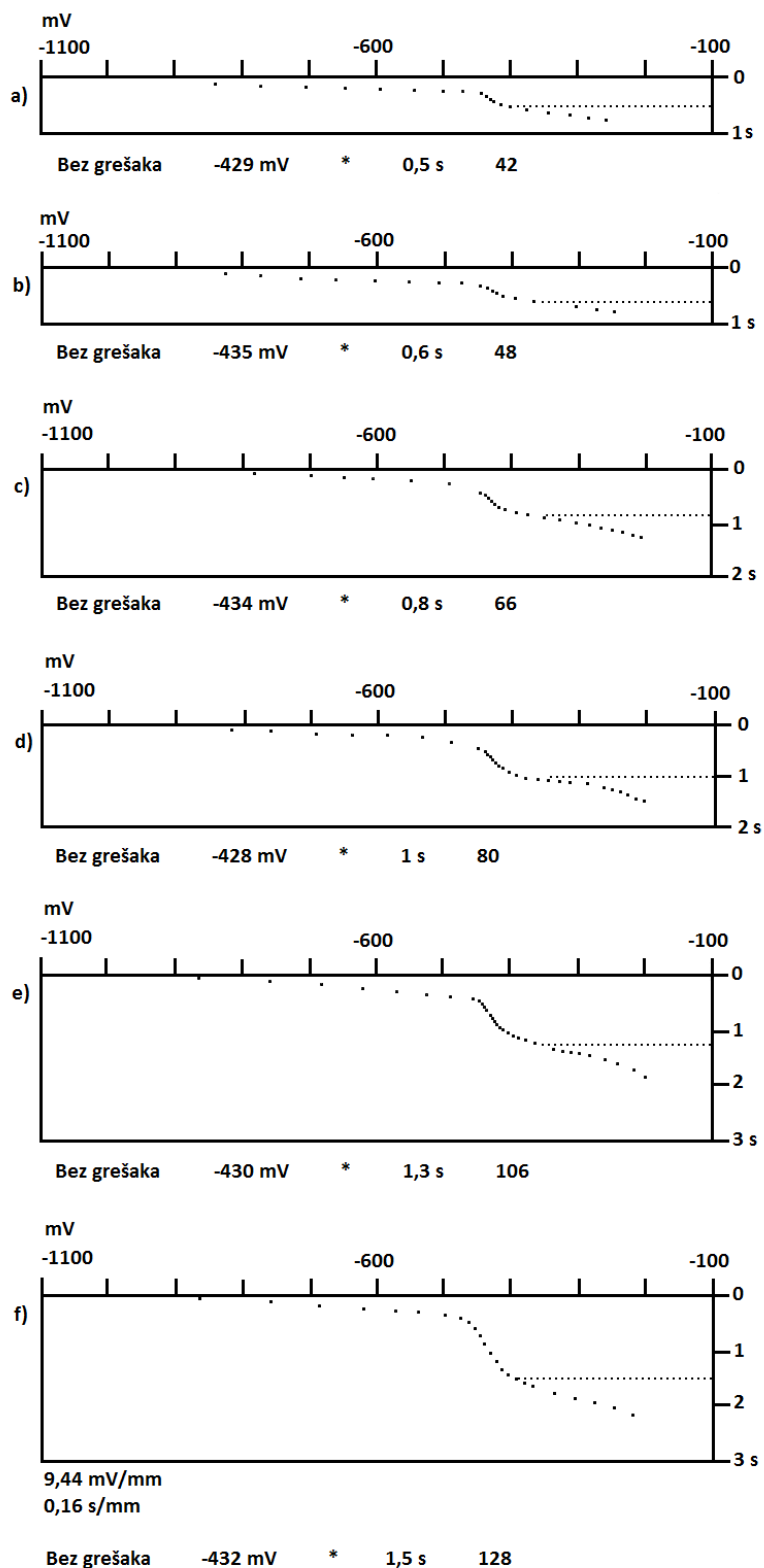 mV
-1100 -600 -100
0
a)
1 s
Bez grešaka -429 mV * 0,5 s 42
mV
-1100 -600 -100
0
b)
1 s
Bez grešaka -435 mV * 0,6 s 48
mV
-1100 -600 -100
0
c)
1
2 s
Bez grešaka -434 mV * 0,8 s 66
mV
-1100 -600 -100
0
d)
1
2 s
Bez grešaka -428 mV * 1 s 80
mV
-1100 -600 -100
0
e)
1
2
3 s
Bez grešaka -430 mV * 1,3 s 106
mV
-1100 -600 -100
0
f)
1
2
3 s
9,44 mV/mm
0,16 s/mm
Bez grešaka -432 mV * 1,5 s 128